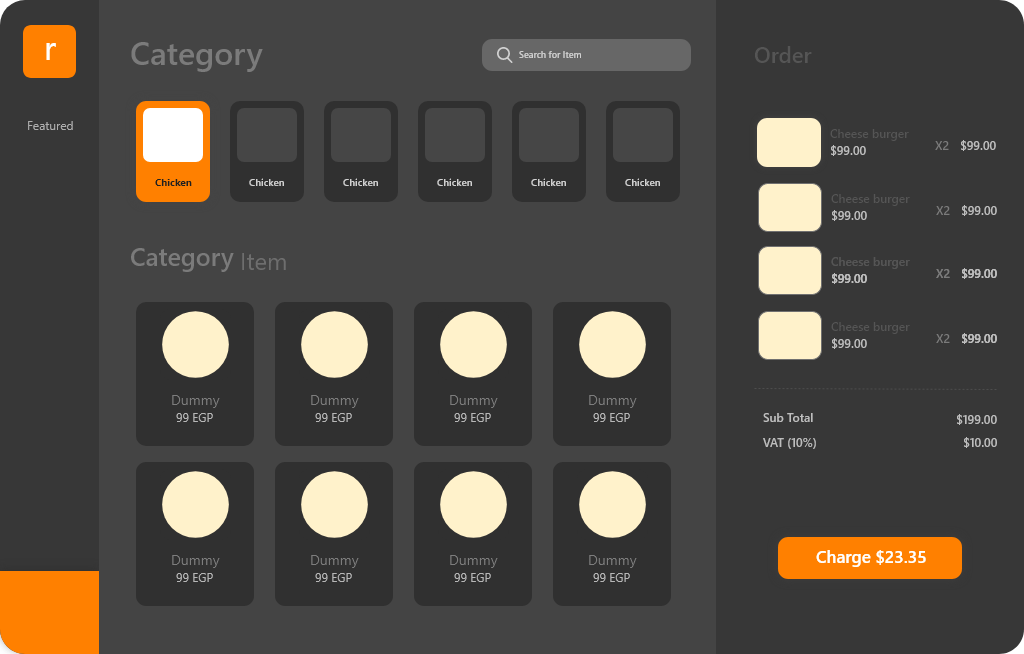 r
Featured
Category
Search for Item
Chicken Chicken Chicken Chicken Chicken Chicken
Category Item
Dummy Dummy Dummy Dummy
99 EGP 99 EGP 99 EGP 99 EGP
Dummy Dummy Dummy Dummy
99 EGP 99 EGP 99 EGP 99 EGP
Order
Cheese burger
$99.00
X2 $99.00
Cheese burger
$99.00
X2 $99.00
Cheese burger
$99.00
X2 $99.00
Cheese burger
$99.00
X2 $99.00
Sub Total $199.00
VAT (10%) $10.00
Charge $23.35